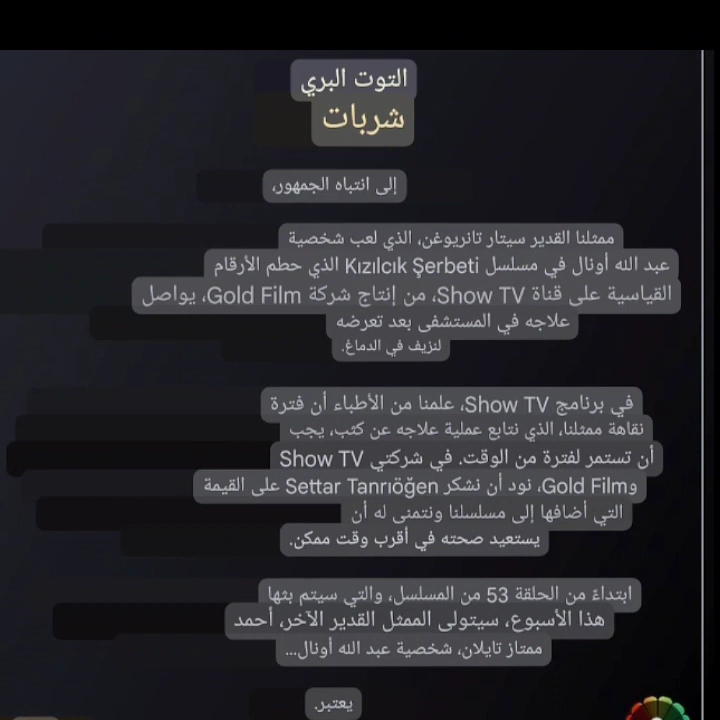 التوت البري
شربات
إلى انتباه الجمهور،
ممثلنا القدير سيتار تانريوغن، الذي لعب شخصية
عبد الله أونال في مسلسل Kızılcık Şerbeti الذي حطم الأرقام
القياسية على قناة Show TV، من إنتاج شركة Gold Film، يواصل
علاجه في المستشفى بعد تعرضه
لنزيف في الدماغ.
في برنامج Show TV، علمنا من الأطباء أن فترة
نقاهة ممثلنا، الذي نتابع عملية علاجه عن كثب، يجب
أن تستمر لفترة من الوقت. في شركتي Show TV
وGold Film، نود أن نشكر Settar Tanrıöğen على القيمة
التي أضافها إلى مسلسلنا ونتمنى له أن
يستعيد صحته في أقرب وقت ممكن.
ابتداءً من الحلقة 53 من المسلسل، والتي سيتم بثها
هذا الأسبوع، سيتولى الممثل القدير الآخر، أحمد
ممتاز تايلان، شخصية عبد الله أونال...
يعتبر.